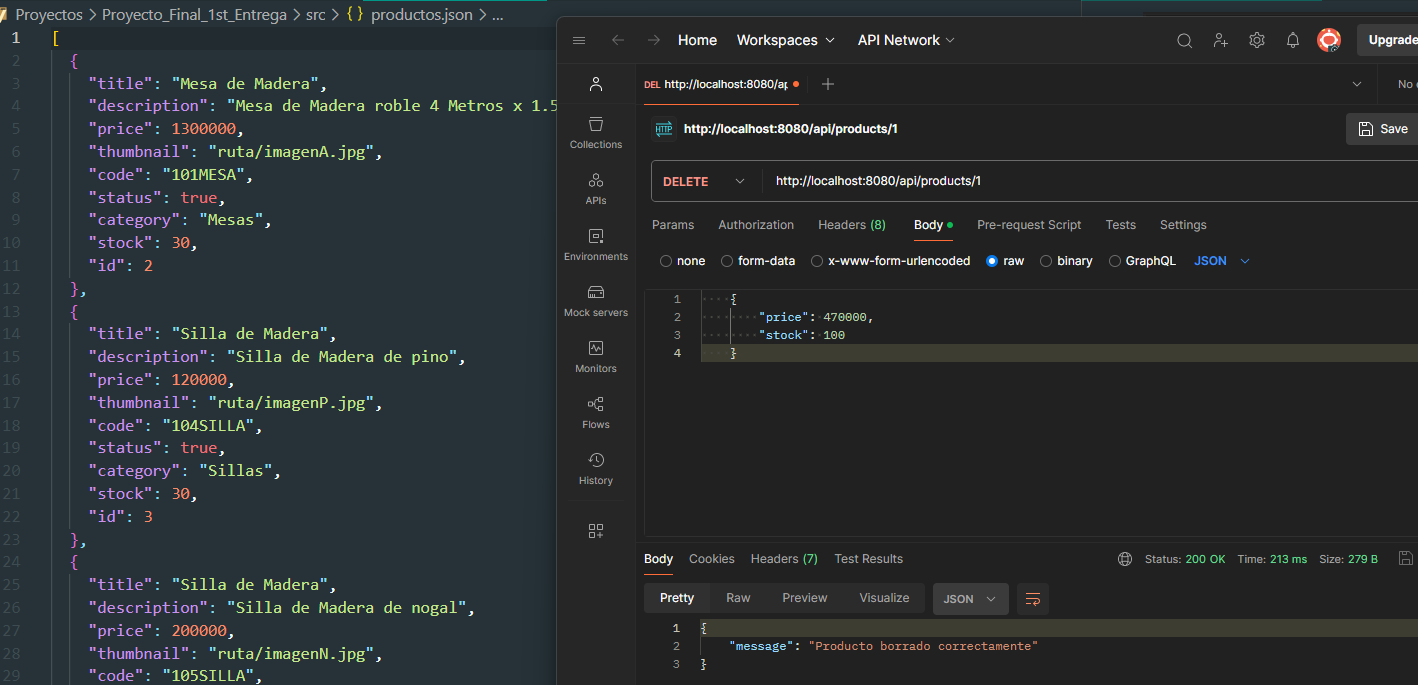 Proyectos > Proyecto_Final_1st_Entrega > src > {} productos.json > ...
1 [
2 {
3 "title": "Mesa de Madera",
4 "description": "Mesa de Madera roble 4 Metros x 1.5
5 "price": 1300000,
6 "thumbnail": "ruta/imagenA.jpg",
7 "code": "101MESA",
8 "status": true,
9 "category": "Mesas",
10 "stock": 30,
11 "id": 2
12 },
13 {
14 "title": "Silla de Madera",
15 "description": "Silla de Madera de pino",
16 "price": 120000,
17 "thumbnail": "ruta/imagenP.jpg",
18 "code": "104SILLA",
19 "status": true,
20 "category": "Sillas",
21 "stock": 30,
22 "id": 3
23 },
24 {
25 "title": "Silla de Madera",
26 "description": "Silla de Madera de nogal",
27 "price": 200000,
28 "thumbnail": "ruta/imagenN.jpg",
29 "code": "105SILLA",
Home Workspaces API Network Upgrade
DEL http://localhost:8080/ap No
HTTP http://localhost:8080/api/products/1 Save
DELETE http://localhost:8080/api/products/1
Collections
APIs
Environments
Mock servers
Monitors
Flows
History
Params Authorization Headers (8) Body Pre-request Script Tests Settings
none form-data x-www-form-urlencoded raw binary GraphQL JSON
1 {
2 "price": 470000,
3 "stock": 100
4 }
Body Cookies Headers (7) Test Results Status: 200 OK Time: 213 ms Size: 279 B
Pretty Raw Preview Visualize JSON
1 {
2 "message": "Producto borrado correctamente"
3 }